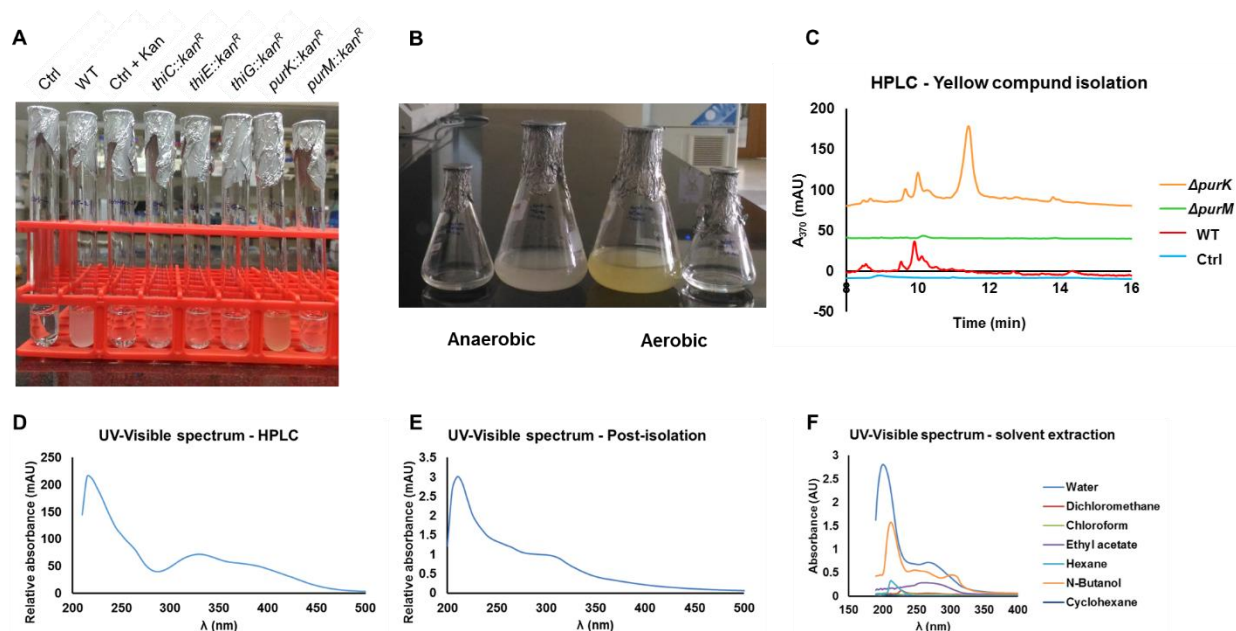 A
Ctrl
WT
Ctrl + Kan
thiC::kanR
thiE::kanR
thiG::kanR
purK::kanR
purM::kanR
B
Anaerobic
Aerobic
C
HPLC - Yellow compund isolation
A370 (mAU)
200
150
100
50
0
-50
8
10
12
14
16
Time (min)
ΔpurK
ΔpurM
WT
Ctrl
D
UV-Visible spectrum - HPLC
Relative absorbance (mAU)
250
200
150
100
50
0
200
250
300
350
400
450
500
λ (nm)
E
UV-Visible spectrum - Post-isolation
Relative absorbance (mAU)
3.5
3
2.5
2
1.5
1
0.5
0
200
250
300
350
400
450
500
λ (nm)
F
UV-Visible spectrum - solvent extraction
Absorbance (AU)
3
2.5
2
1.5
1
0.5
0
150
200
250
300
350
400
λ (nm)
Water
Dichloromethane
Chloroform
Ethyl acetate
Hexane
N-Butanol
Cyclohexane